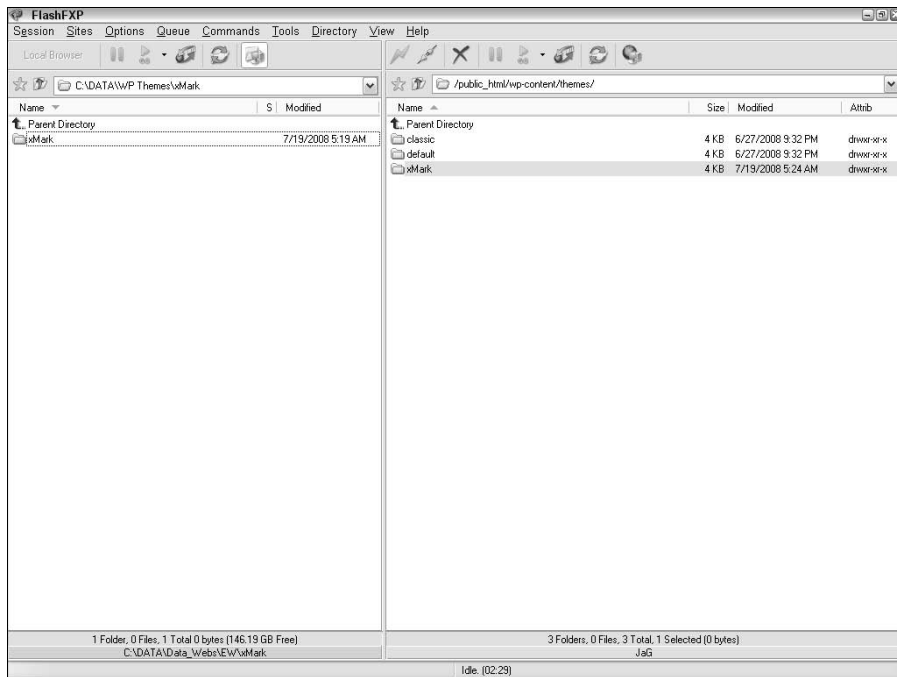 FlashFXP
Session Sites Options Queue Commands Tools Directory View Help
Local Browser
C:\DATA\WP Themes\xMark
Name S Modified
Parent Directory
xMark 7/19/2008 5:19 AM
1 Folder, 0 Files, 1 Total 0 bytes (146.19 GB Free)
C:\DATA\Data_Webs\EW\xMark
/public_html/wp-content/themes/
Name Size Modified Attrib
Parent Directory
classic 4 KB 6/27/2008 9:32 PM drwxr-xr-x
default 4 KB 6/27/2008 9:32 PM drwxr-xr-x
xMark 4 KB 7/19/2008 5:24 AM drwxr-xr-x
3 Folders, 0 Files, 3 Total, 1 Selected (0 bytes)
JaG
Idle. (02:29)